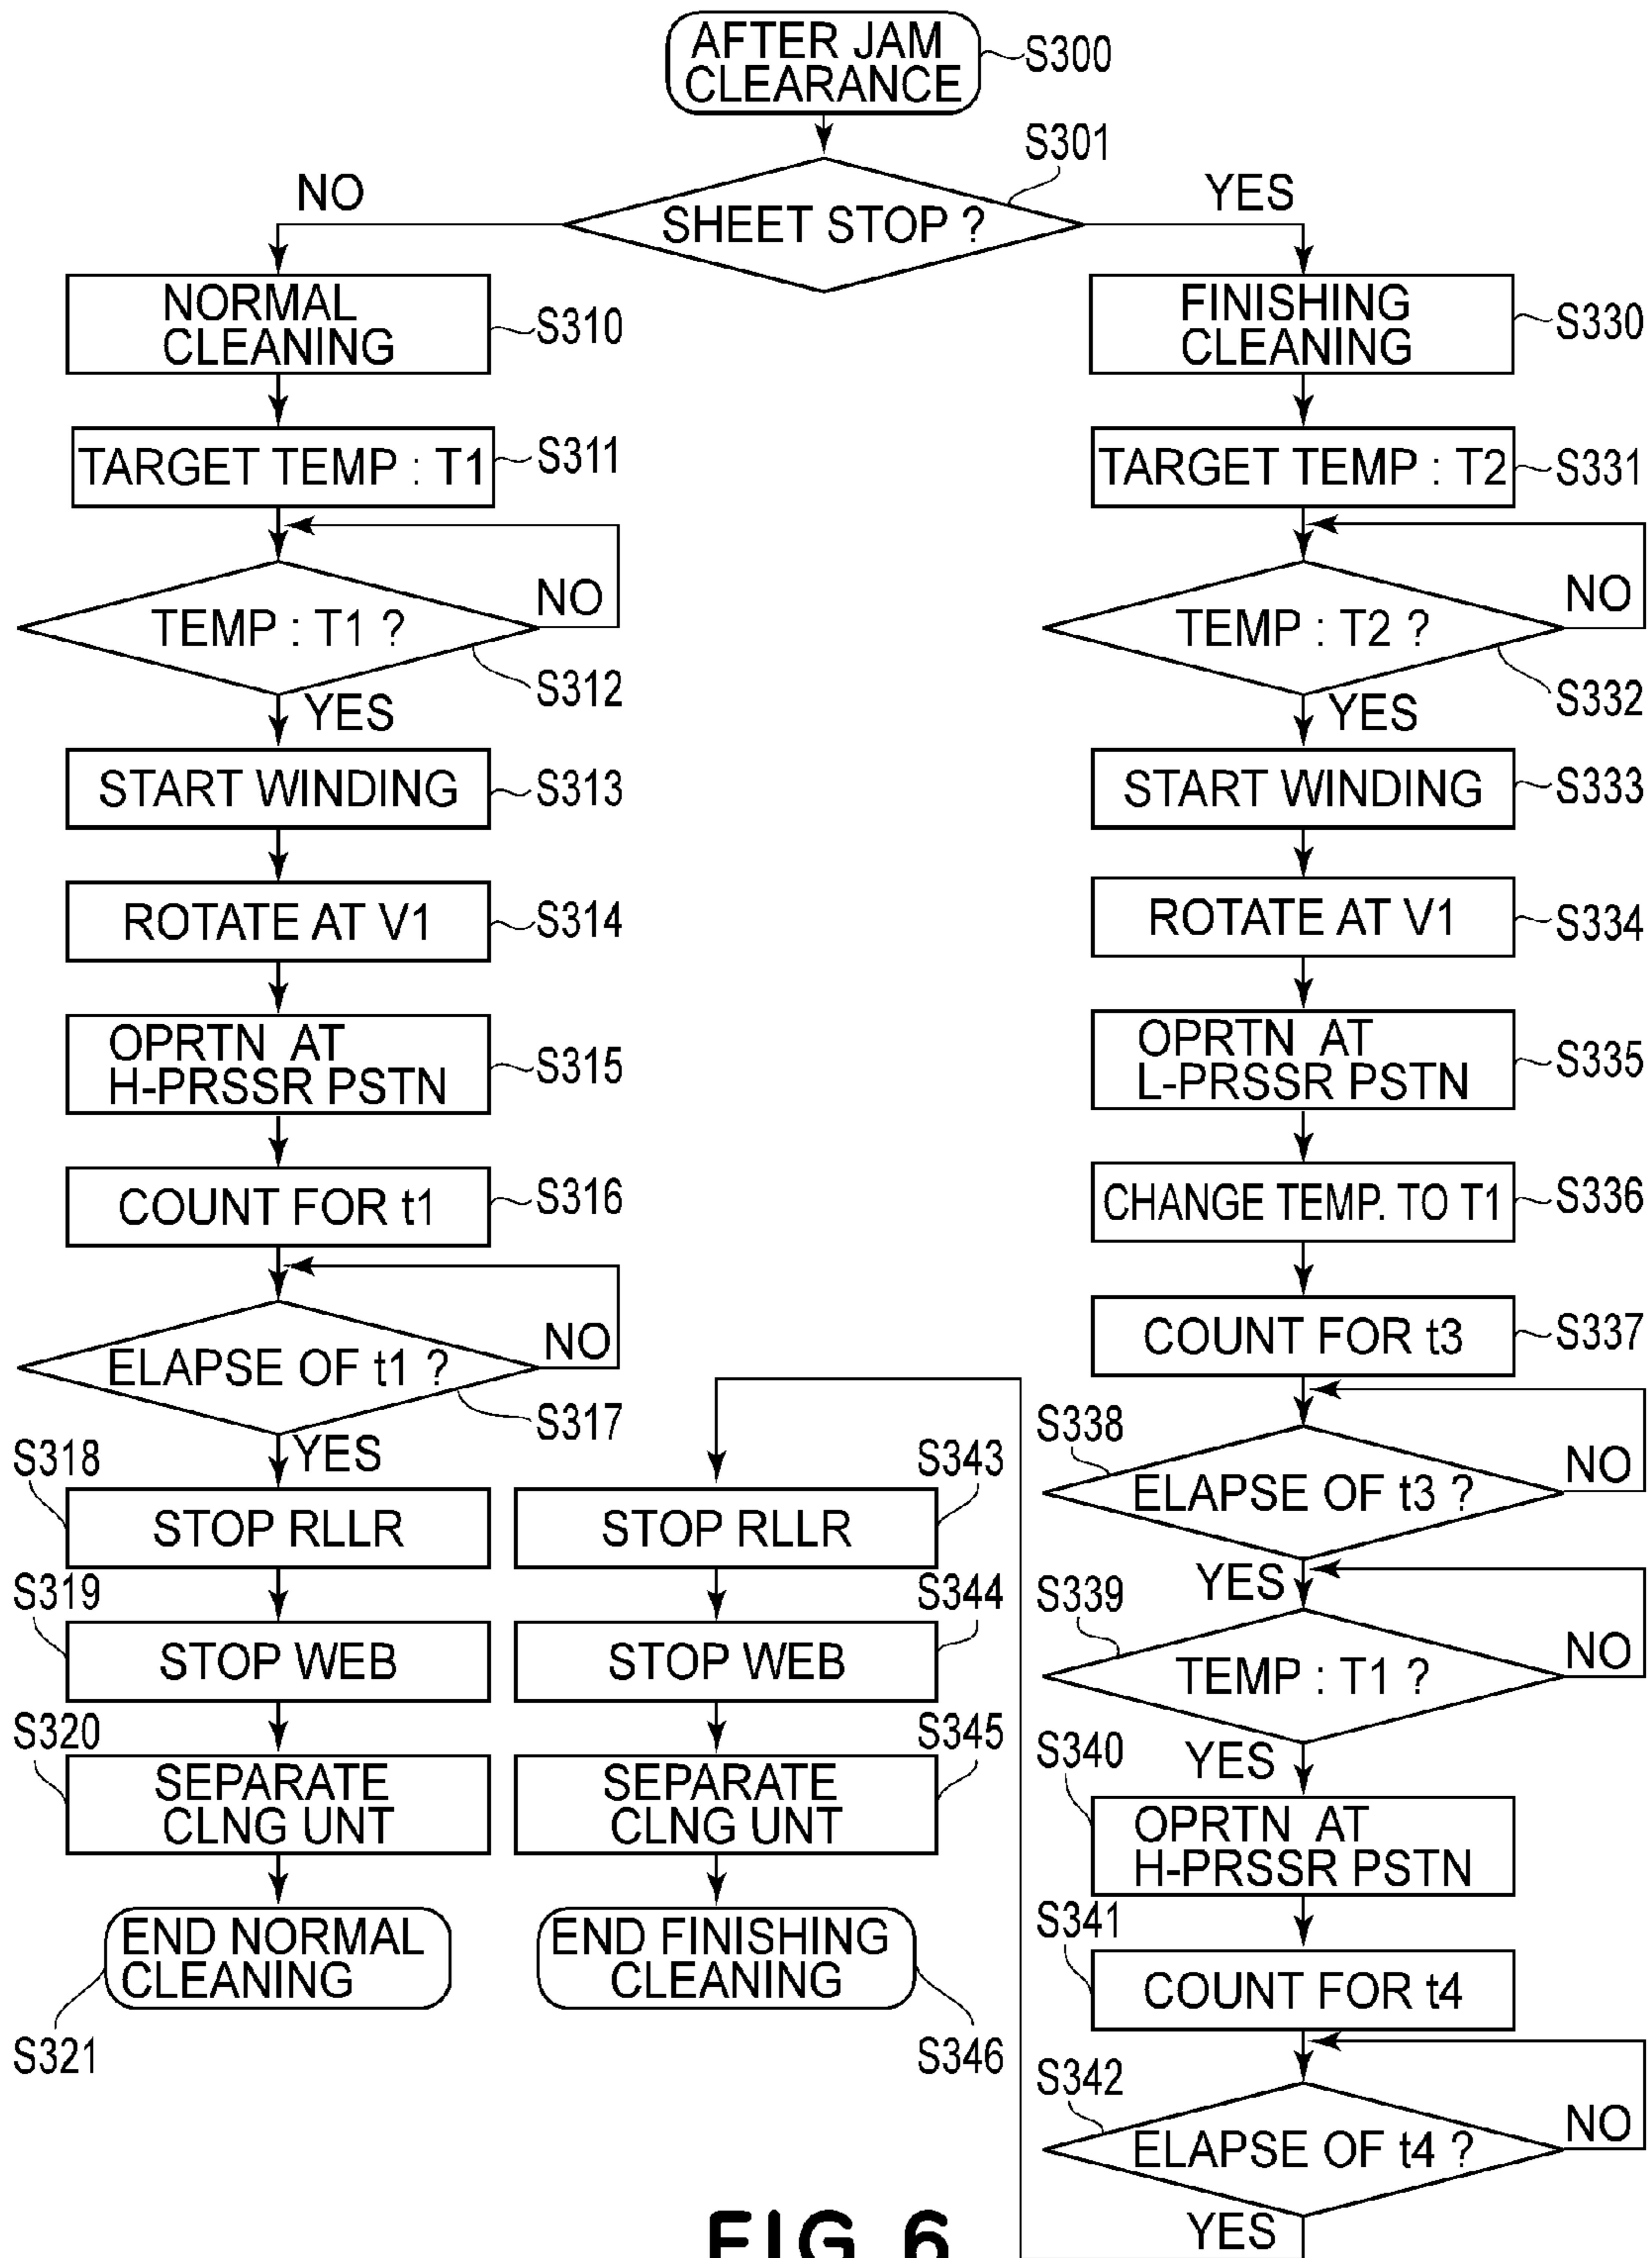 AFTER JAM
CLEARANCE
S300
S301
SHEET STOP ?
NO
YES
NORMAL
CLEANING
S310
TARGET TEMP : T1
S311
TEMP : T1 ?
NO
S312
YES
START WINDING
S313
ROTATE AT V1
S314
OPRTN AT
H-PRSSR PSTN
S315
COUNT FOR t1
S316
ELAPSE OF t1 ?
NO
S317
YES
S318
STOP RLLR
S319
STOP WEB
S320
SEPARATE
CLNG UNT
END NORMAL
CLEANING
S321
FINISHING
CLEANING
S330
TARGET TEMP : T2
S331
TEMP : T2 ?
NO
S332
YES
START WINDING
S333
ROTATE AT V1
S334
OPRTN AT
L-PRSSR PSTN
S335
CHANGE TEMP. TO T1
S336
COUNT FOR t3
S337
S338
ELAPSE OF t3 ?
NO
YES
S339
TEMP : T1 ?
NO
YES
S340
OPRTN AT
H-PRSSR PSTN
S341
COUNT FOR t4
S342
ELAPSE OF t4 ?
NO
YES
S343
STOP RLLR
S344
STOP WEB
S345
SEPARATE
CLNG UNT
END FINISHING
CLEANING
S346
FIG. 6